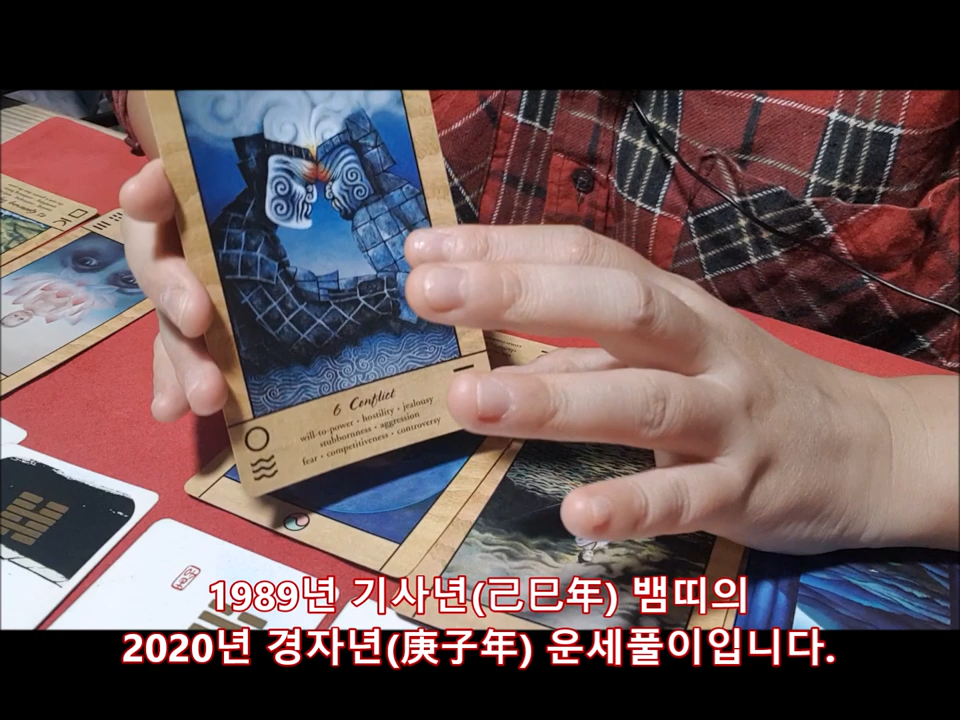 6 Conflict
will-to-power • hostility • jealousy
stubbornness • aggression
fear • competitiveness • controversy
1989년 기사년(己巳年) 뱀띠의
2020년 경자년(庚子年) 운세풀이입니다.